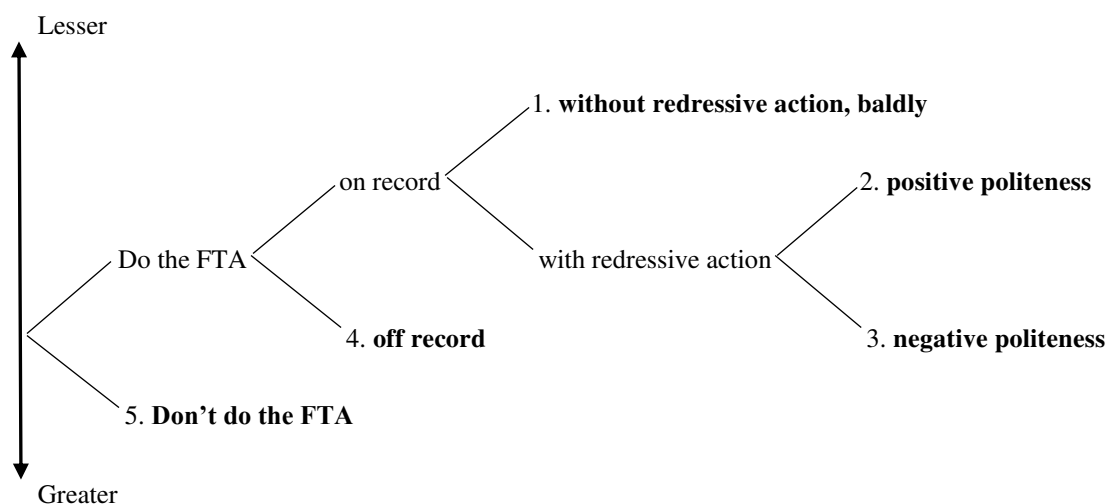 Lesser
1. without redressive action, baldly
on record
2. positive politeness
Do the FTA
with redressive action
4. off record
3. negative politeness
5. Don’t do the FTA
Greater